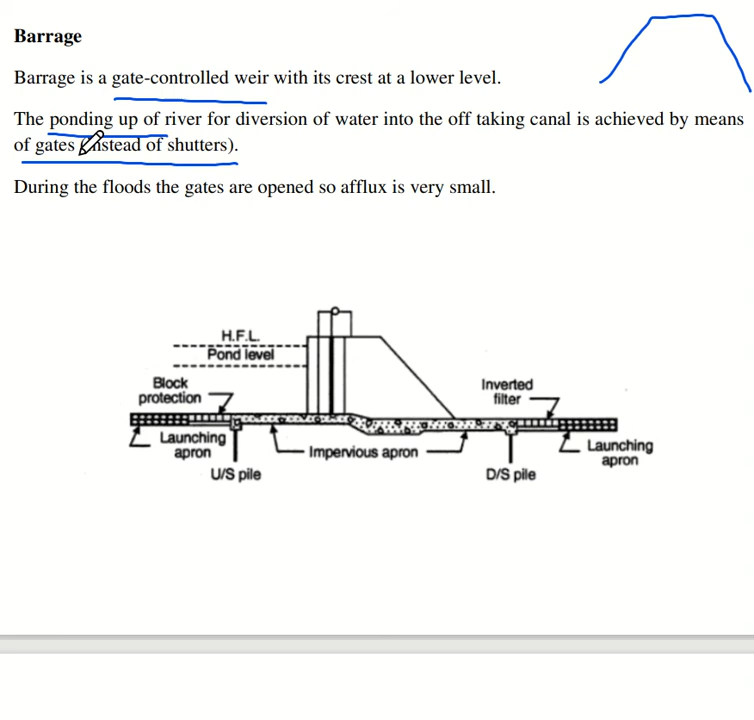 Barrage
Barrage is a gate-controlled weir with its crest at a lower level.
The ponding up of river for diversion of water into the off taking canal is achieved by means
of gates (instead of shutters).
During the floods the gates are opened so afflux is very small.
H.F.L.
Pond level
Block
protection
Inverted
filter
Launching
apron
Impervious apron
Launching
apron
U/S pile
D/S pile